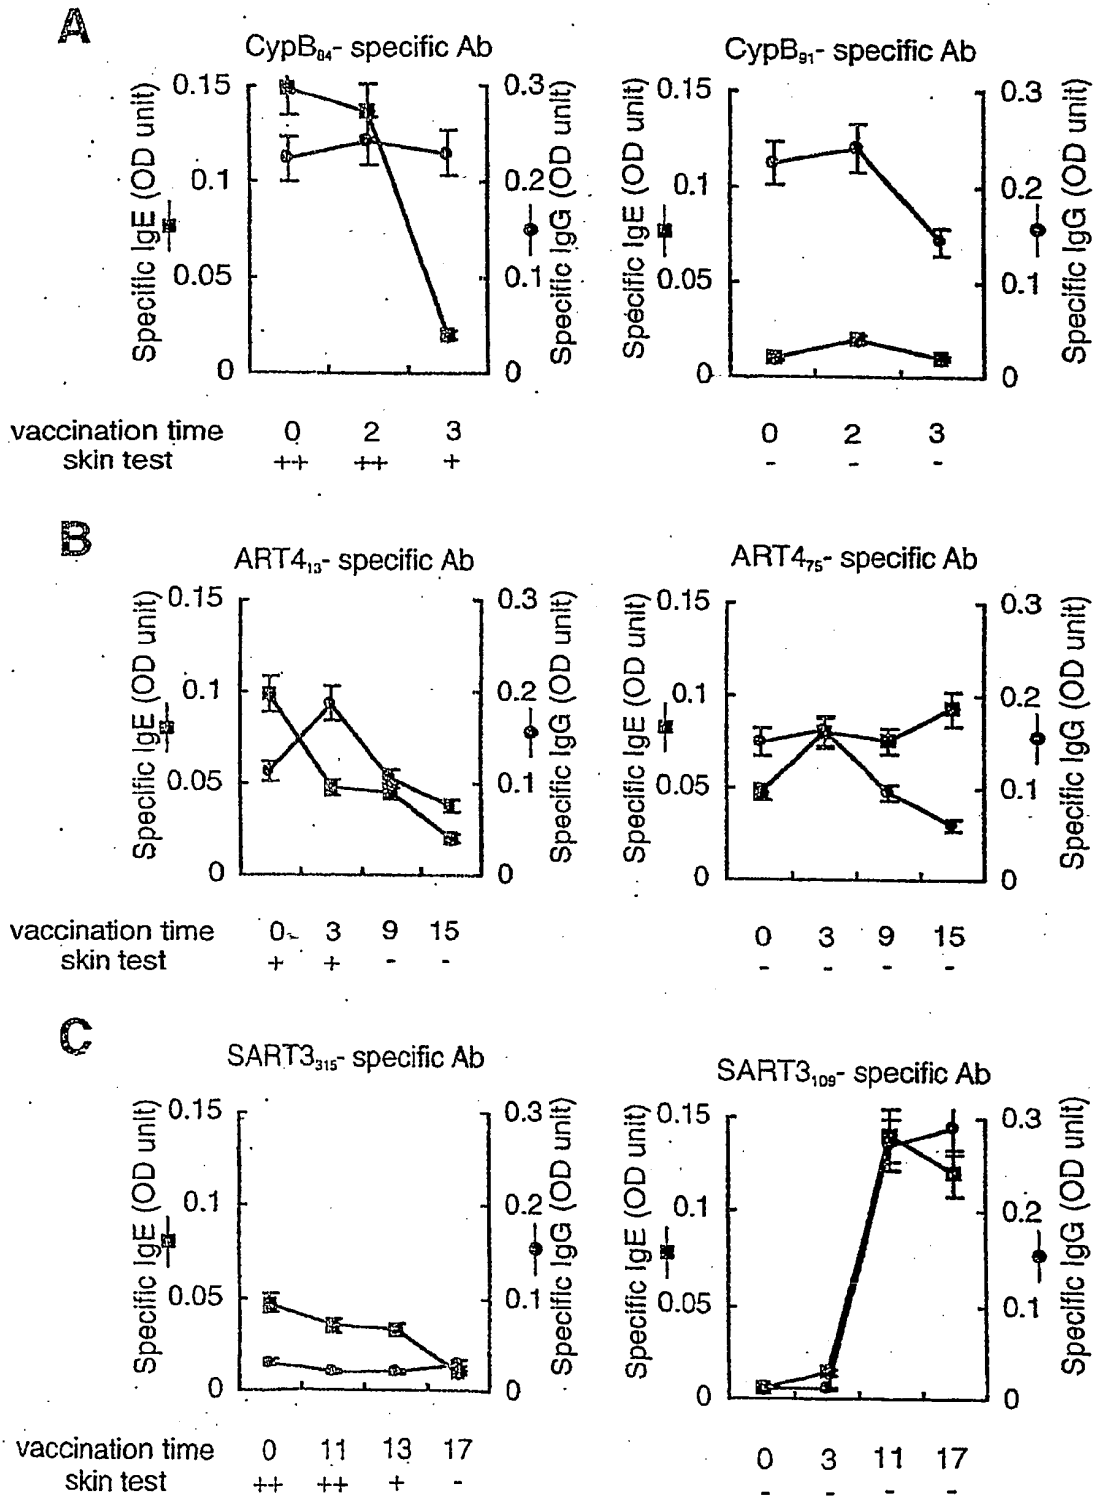 A
CypB84- specific Ab
CypB91- specific Ab
Specific IgE (OD unit)
0.15
0.1
0.05
0
0.3
0.2
0.1
0
Specific IgG (OD unit)
Specific IgE (OD unit)
0.15
0.1
0.05
0
0.3
0.2
0.1
0
Specific IgG (OD unit)
vaccination time 0 2 3 0 2 3
skin test ++ ++ + - - -
B
ART413- specific Ab
ART475- specific Ab
Specific IgE (OD unit)
0.15
0.1
0.05
0
0.3
0.2
0.1
0
Specific IgG (OD unit)
Specific IgE (OD unit)
0.15
0.1
0.05
0
0.3
0.2
0.1
0
Specific IgG (OD unit)
vaccination time 0 3 9 15 0 3 9 15
skin test + + - - - - - -
C
SART3315- specific Ab
SART3109- specific Ab
Specific IgE (OD unit)
0.15
0.1
0.05
0
0.3
0.2
0.1
0
Specific IgG (OD unit)
Specific IgE (OD unit)
0.15
0.1
0.05
0
0.3
0.2
0.1
0
Specific IgG (OD unit)
vaccination time 0 11 13 17 0 3 11 17
skin test ++ ++ + - - - - -